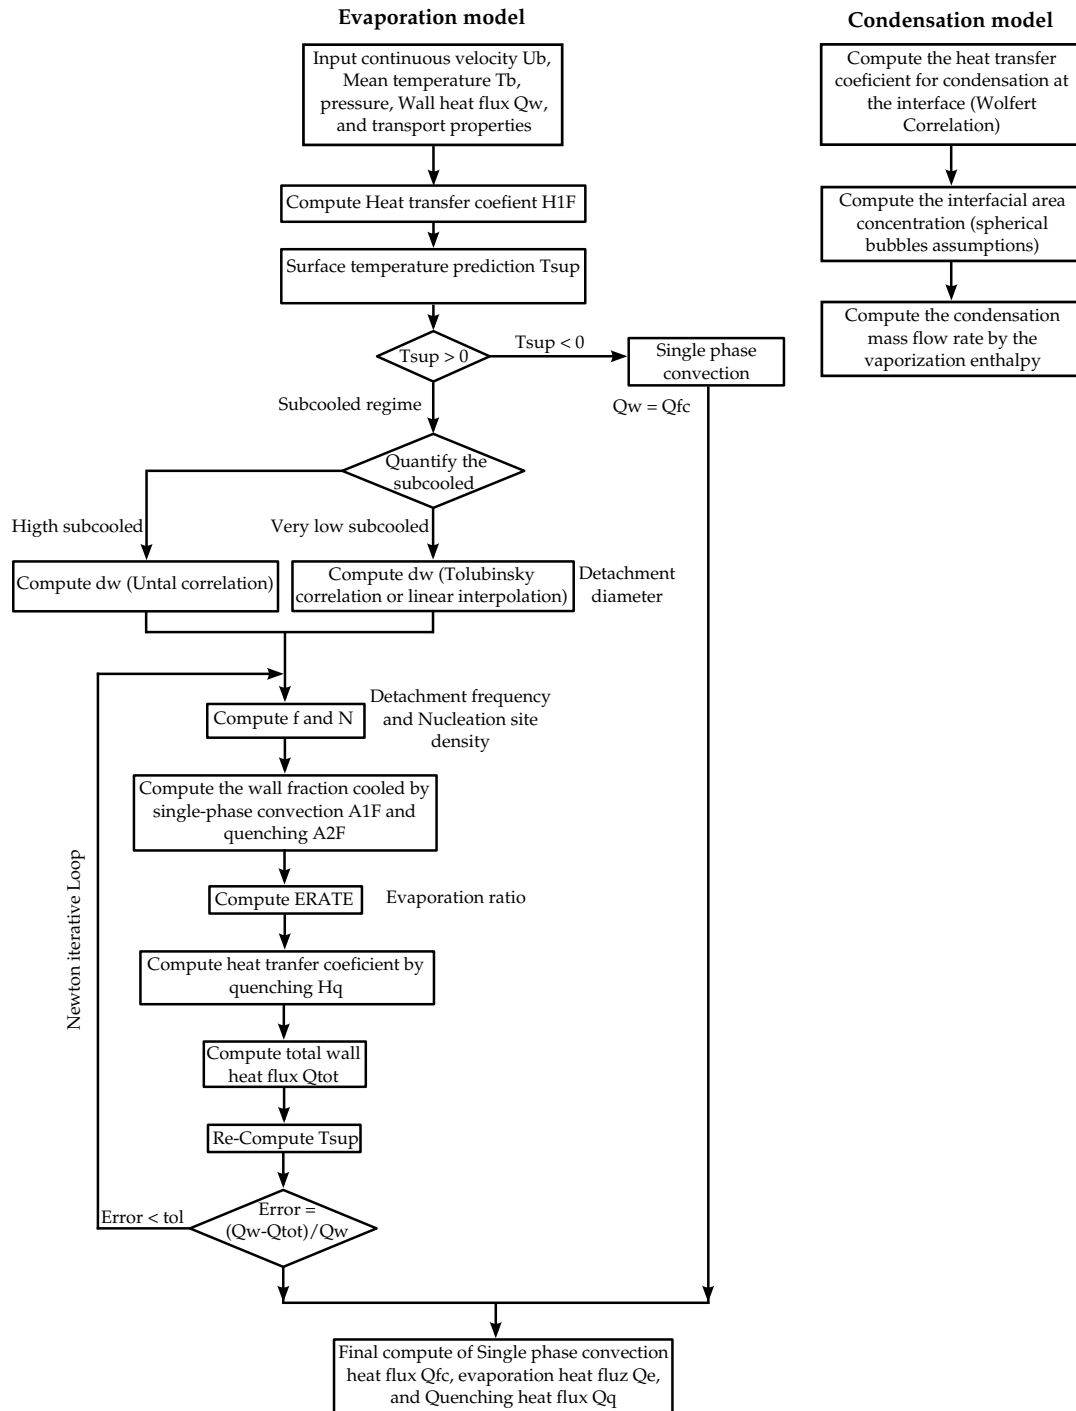 Evaporation model
Input continuous velocity Ub,
Mean temperature Tb,
pressure, Wall heat flux Qw,
and transport properties
Compute Heat transfer coefient H1F
Surface temperature prediction Tsup
Tsup > 0
Tsup < 0
Single phase
convection
Subcooled regime
Qw = Qfc
Quantify the
subcooled
Higth subcooled
Very low subcooled
Compute dw (Untal correlation)
Compute dw (Tolubinsky
correlation or linear interpolation)
Detachment
diameter
Compute f and N
Detachment frequency
and Nucleation site
density
Compute the wall fraction cooled by
single-phase convection A1F and
quenching A2F
Compute ERATE
Evaporation ratio
Compute heat tranfer coeficient by
quenching Hq
Compute total wall
heat flux Qtot
Re-Compute Tsup
Error =
(Qw-Qtot)/Qw
Error < tol
Newton iterative Loop
Final compute of Single phase convection
heat flux Qfc, evaporation heat fluz Qe,
and Quenching heat flux Qq
Condensation model
Compute the heat transfer
coeficient for condensation at
the interface (Wolfert
Correlation)
Compute the interfacial area
concentration (spherical
bubbles assumptions)
Compute the condensation
mass flow rate by the
vaporization enthalpy